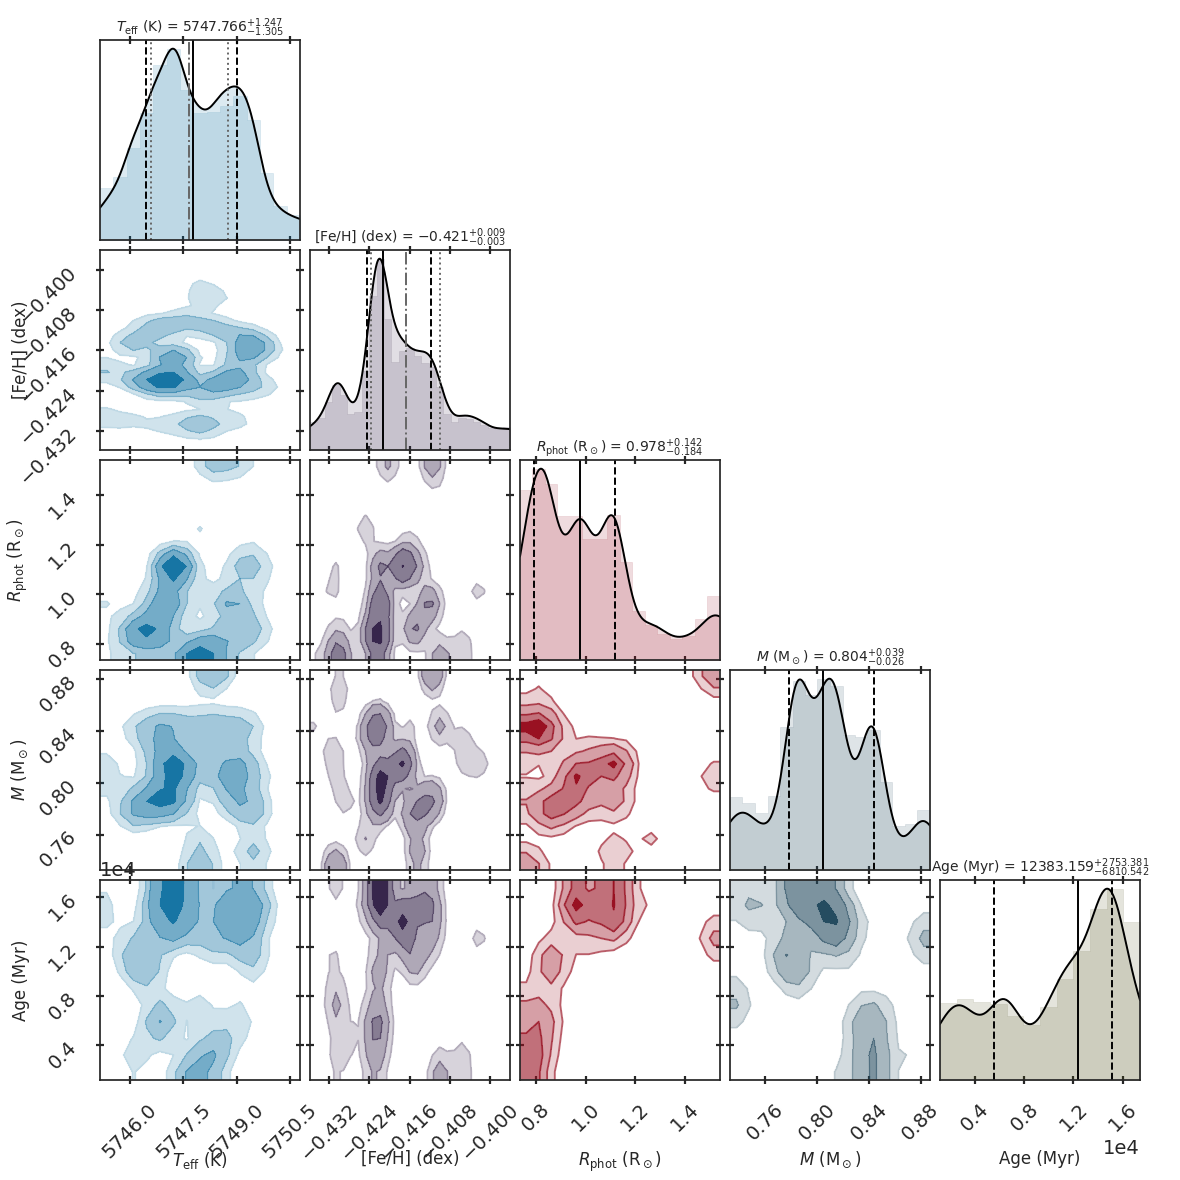 T_eff (K) = 5747.766 +1.247 −1.305
[Fe/H] (dex) = −0.421 +0.009 −0.003
[Fe/H] (dex)
−0.400
−0.408
−0.416
−0.424
−0.432
R_phot (R⊙) = 0.978 +0.142 −0.184
R_phot (R⊙)
1.4
1.2
1.0
0.8
M (M⊙) = 0.804 +0.039 −0.026
M (M⊙)
0.88
0.84
0.80
0.76
1e4
Age (Myr) = 12383.159 +2753.381 −6810.542
Age (Myr)
1.6
1.2
0.8
0.4
5746.0 5747.5 5749.0 5750.5
−0.432 −0.424 −0.416 −0.408 −0.400
0.8 1.0 1.2 1.4
0.76 0.80 0.84 0.88
0.4 0.8 1.2 1.6
1e4
T_eff (K)
[Fe/H] (dex)
R_phot (R⊙)
M (M⊙)
Age (Myr)